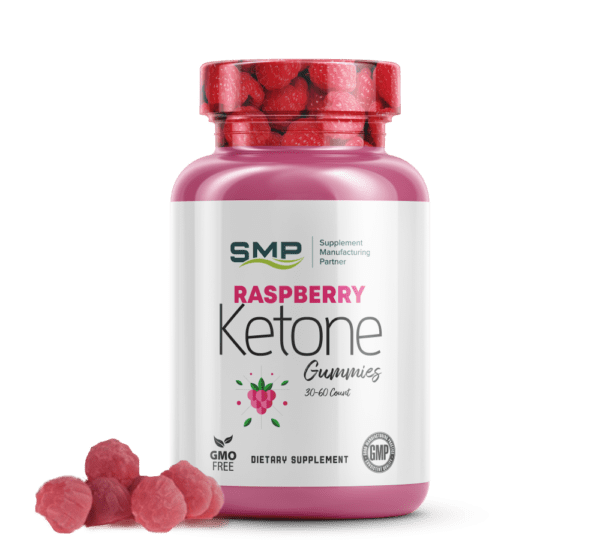 SMP
Supplement
Manufacturing
Partner
RASPBERRY
Ketone
Gummies
30-60 Count
GMO
FREE
DIETARY SUPPLEMENT
GMP